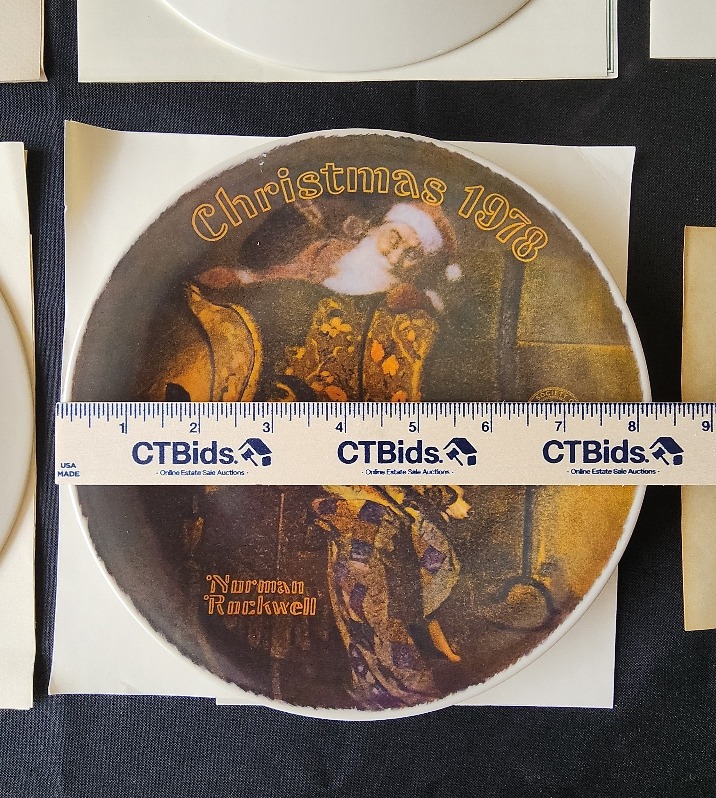 Christmas 1978
SOCIETY
1 2 3 4 5 6 7 8 9
CTBids. CTBids. CTBids.
- Online Estate Sale Auctions - - Online Estate Sale Auctions - - Online Estate Sale Auctions -
USA
MADE
Norman
Rockwell